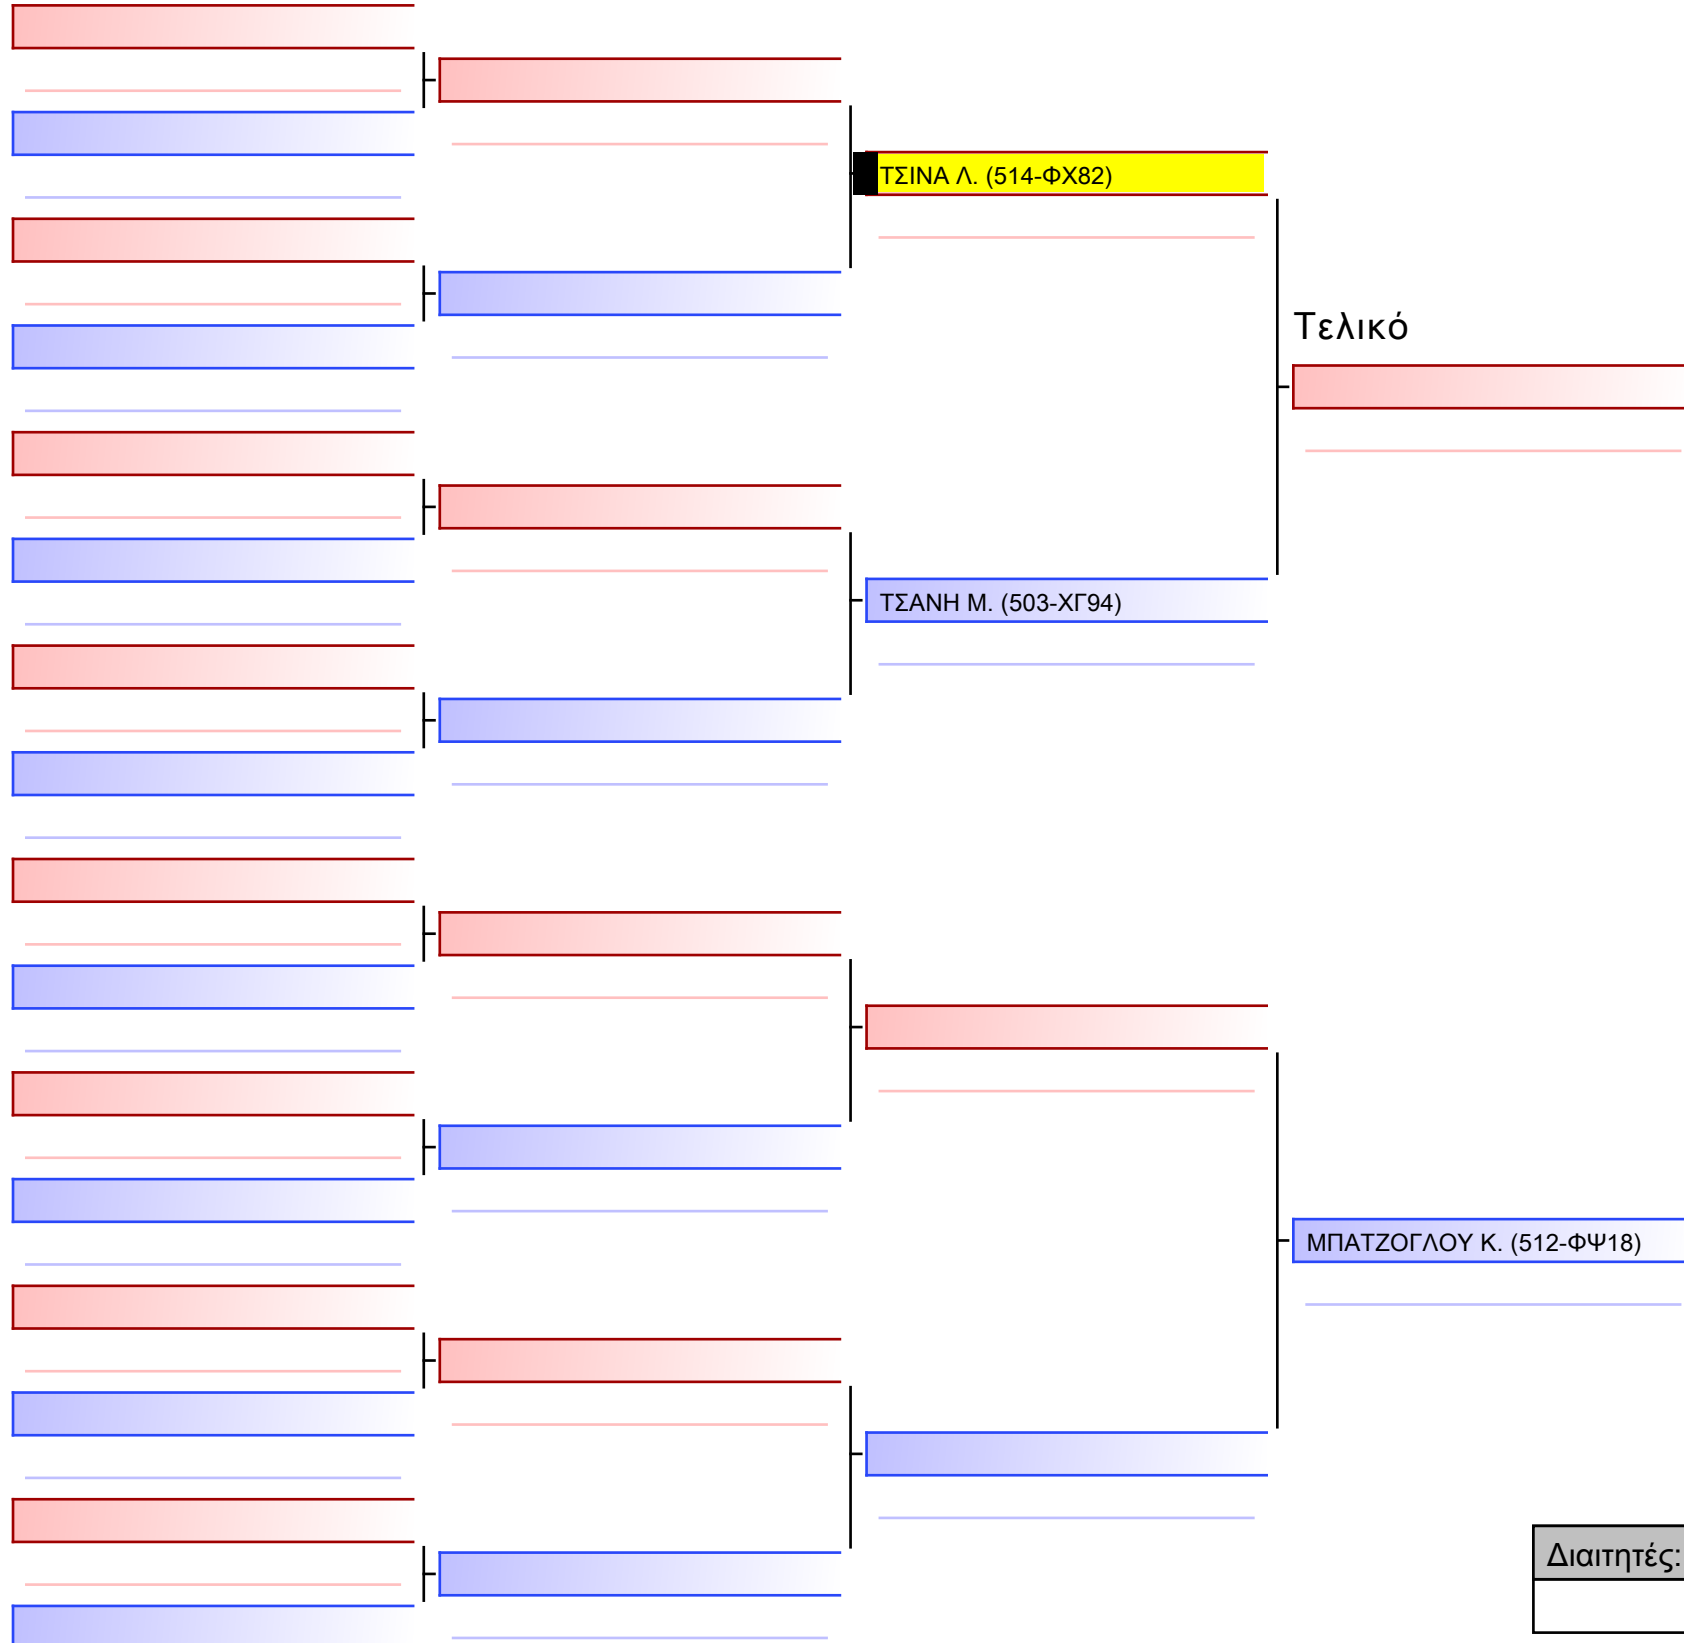 ΤΣΙΝΑ Λ. (514-ΦΧ82)
Τελικό
ΤΣΑΝΗ Μ. (503-ΧΓ94)
ΜΠΑΤΖΟΓΛΟΥ Κ. (512-ΦΨ18)
Διαιτητές: